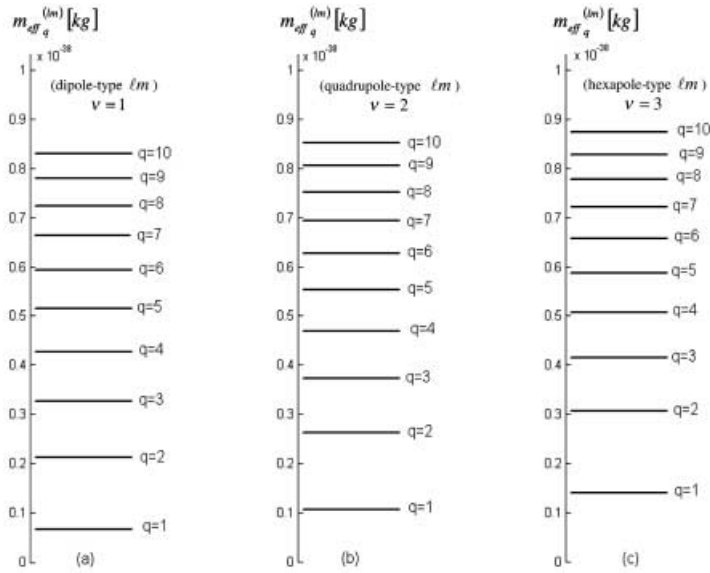 m_eff q^(lm) [kg]
x 10^-38
1
(dipole-type ℓm )
ν = 1
0.9
q=10
q=9
0.8
q=8
0.7
q=7
0.6
q=6
0.5
q=5
q=4
0.4
q=3
0.3
q=2
0.2
0.1
q=1
0
(a)
m_eff q^(lm) [kg]
x 10^-38
1
(quadrupole-type ℓm )
ν = 2
0.9
q=10
q=9
0.8
q=8
0.7
q=7
q=6
0.6
q=5
0.5
q=4
0.4
q=3
0.3
q=2
0.2
q=1
0.1
0
(b)
m_eff q^(lm) [kg]
x 10^-38
1
(hexapole-type ℓm )
ν = 3
0.9
q=10
q=9
0.8
q=8
q=7
0.7
q=6
0.6
q=5
0.5
q=4
q=3
0.4
q=2
0.3
0.2
q=1
0.1
0
(c)